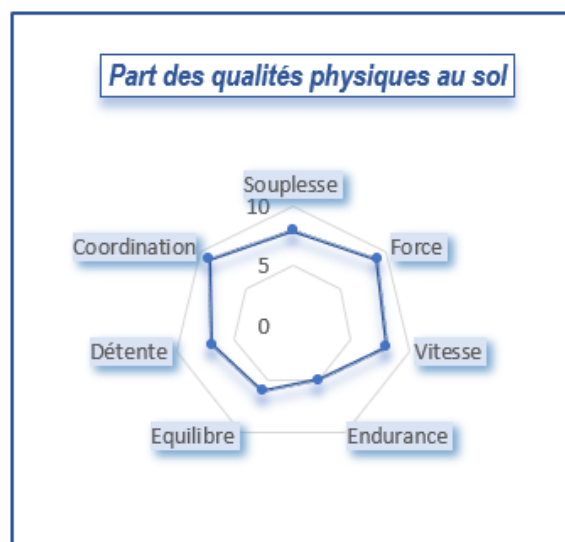 Part des qualités physiques au sol
Souplesse
10
Coordination
Force
5
0
Détente
Vitesse
Equilibre
Endurance